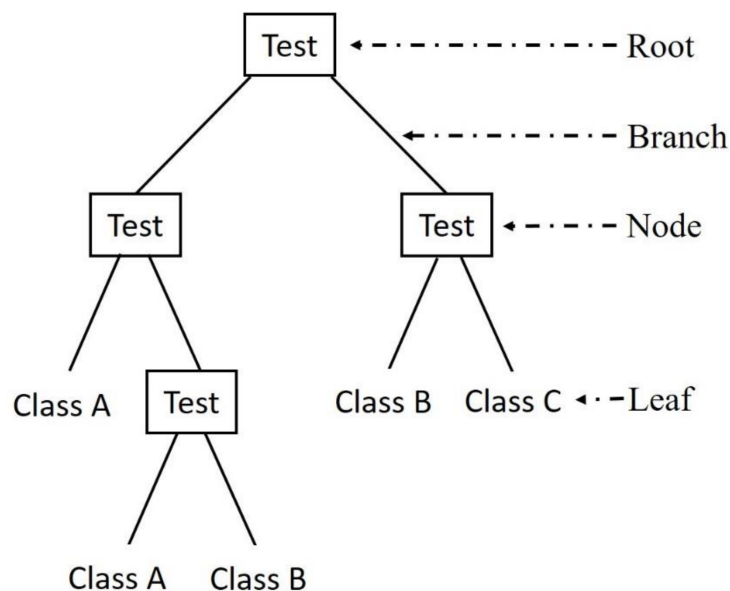 Test
Root
Branch
Test
Test
Node
Class A
Test
Class B
Class C
Leaf
Class A
Class B